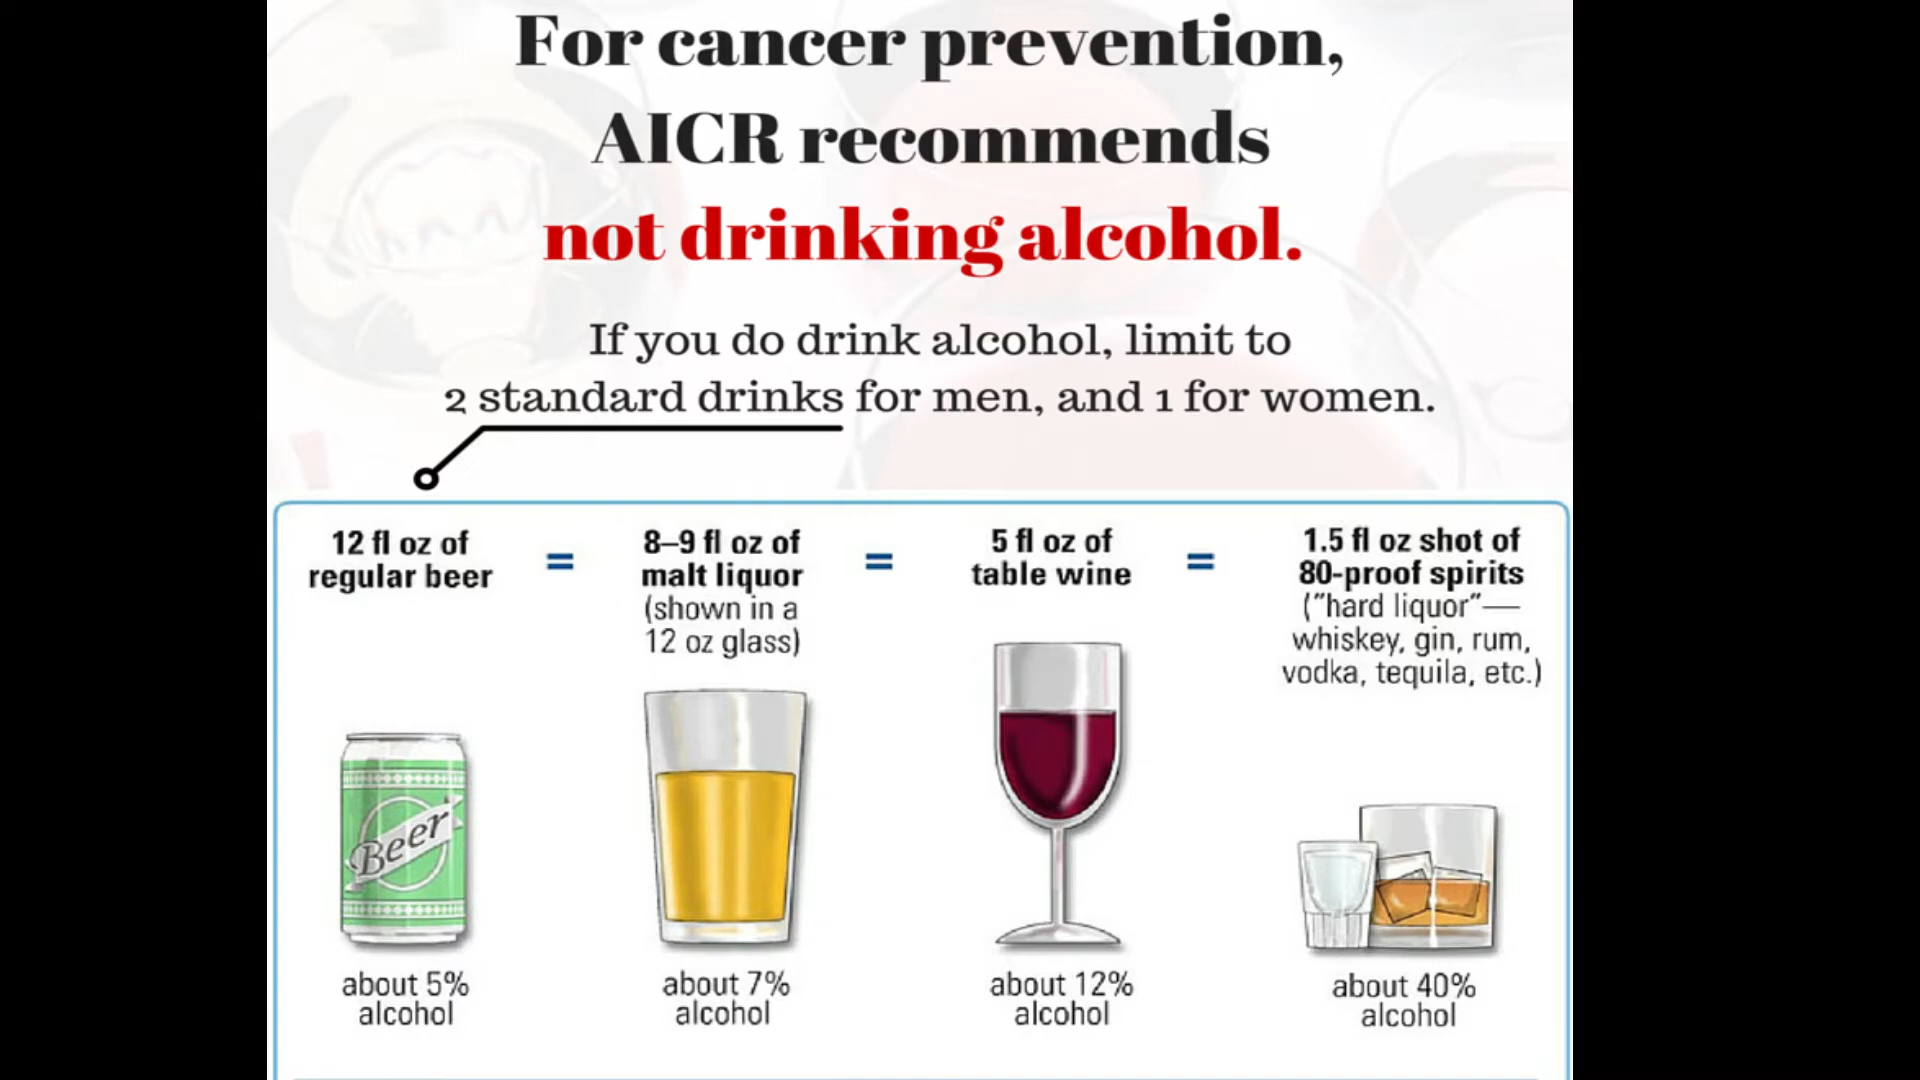 For cancer prevention,
AICR recommends
not drinking alcohol.
If you do drink alcohol, limit to
2 standard drinks for men, and 1 for women.
12 fl oz of
regular beer
=
8–9 fl oz of
malt liquor
(shown in a
12 oz glass)
=
5 fl oz of
table wine
=
1.5 fl oz shot of
80-proof spirits
("hard liquor"—
whiskey, gin, rum,
vodka, tequila, etc.)
Beer
about 5%
alcohol
about 7%
alcohol
about 12%
alcohol
about 40%
alcohol